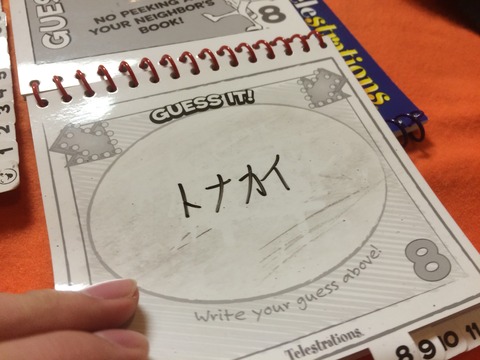 GUES
NO PEEKING
YOUR NEIGHBOR'S
BOOK!
8
Telestrations
GUESS IT!
トナカイ
8
Write your guess above!
Telestrations
8 9 10 11
1 2 3 4 5